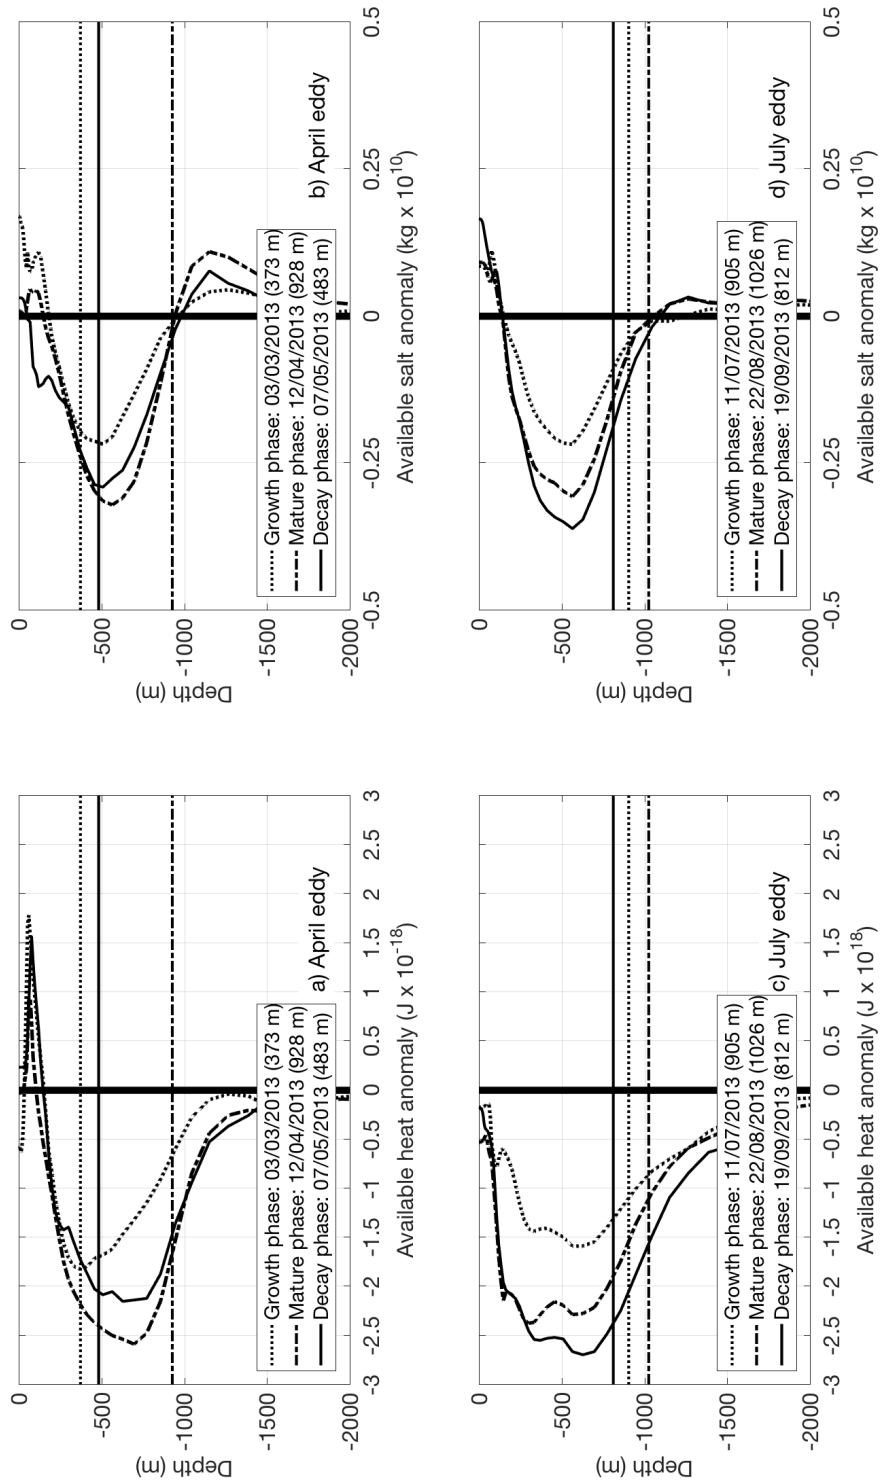 0
-500
-1000
-1500
-2000
Depth (m)
-3
-2.5
-2
-1.5
-1
-0.5
0
0.5
1
1.5
2
2.5
3
Available heat anomaly (J x 10-18)
a) April eddy
Growth phase: 03/03/2013 (373 m)
Mature phase: 12/04/2013 (928 m)
Decay phase: 07/05/2013 (483 m)
0
-500
-1000
-1500
-2000
Depth (m)
-0.5
-0.25
0
0.25
0.5
Available salt anomaly (kg x 1010)
b) April eddy
Growth phase: 03/03/2013 (373 m)
Mature phase: 12/04/2013 (928 m)
Decay phase: 07/05/2013 (483 m)
0
-500
-1000
-1500
-2000
Depth (m)
-3
-2.5
-2
-1.5
-1
-0.5
0
0.5
1
1.5
2
2.5
3
Available heat anomaly (J x 1018)
c) July eddy
Growth phase: 11/07/2013 (905 m)
Mature phase: 22/08/2013 (1026 m)
Decay phase: 19/09/2013 (812 m)
0
-500
-1000
-1500
-2000
Depth (m)
-0.5
-0.25
0
0.25
0.5
Available salt anomaly (kg x 1010)
d) July eddy
Growth phase: 11/07/2013 (905 m)
Mature phase: 22/08/2013 (1026 m)
Decay phase: 19/09/2013 (812 m)